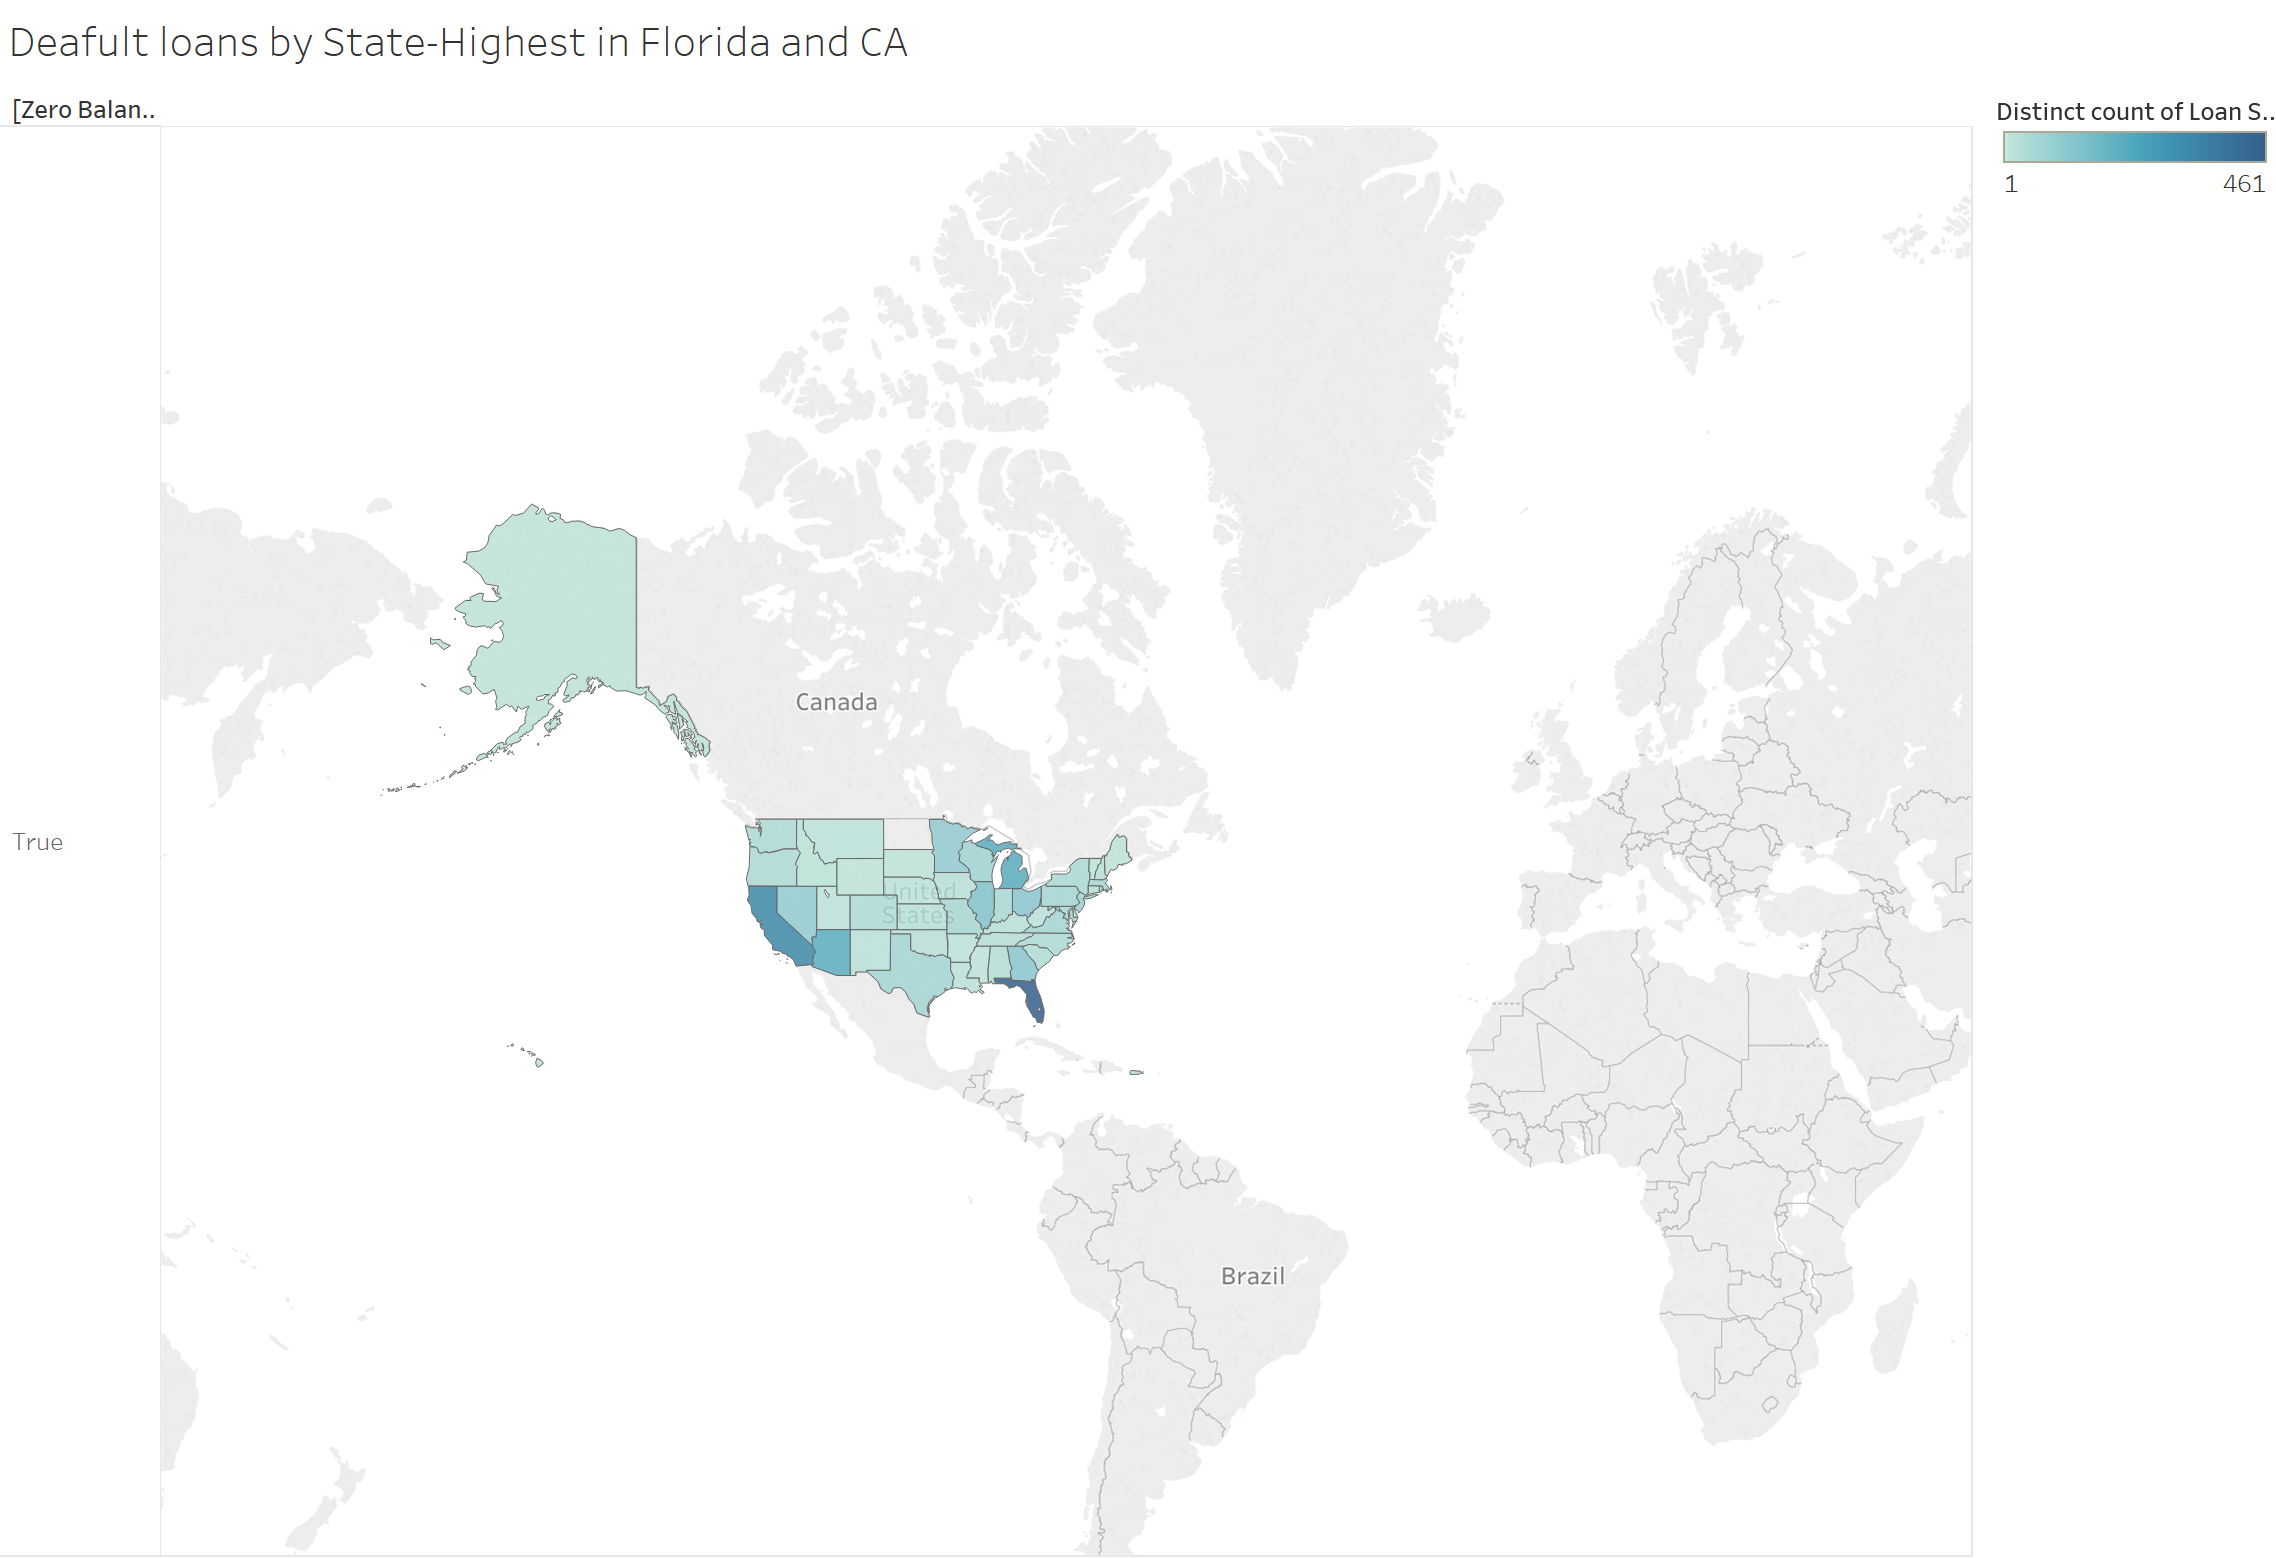 Deafult loans by State-Highest in Florida and CA
[Zero Balan..
Distinct count of Loan S..
1
461
Canada
True
United
States
Brazil